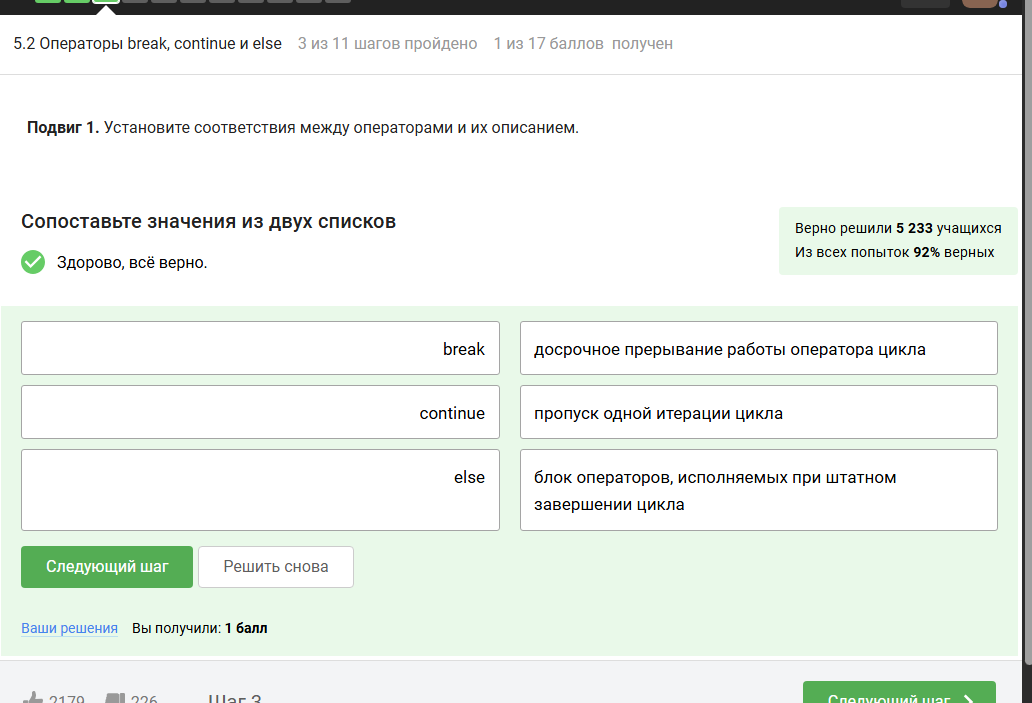 5.2 Операторы break, continue и else 3 из 11 шагов пройдено 1 из 17 баллов получен
Подвиг 1. Установите соответствия между операторами и их описанием.
Сопоставьте значения из двух списков
Здорово, всё верно.
Верно решили 5 233 учащихся
Из всех попыток 92% верных
break
досрочное прерывание работы оператора цикла
continue
пропуск одной итерации цикла
else
блок операторов, исполняемых при штатном
завершении цикла
Следующий шаг
Решить снова
Ваши решения Вы получили: 1 балл
2179 226 Шаг 3 Следующий шаг